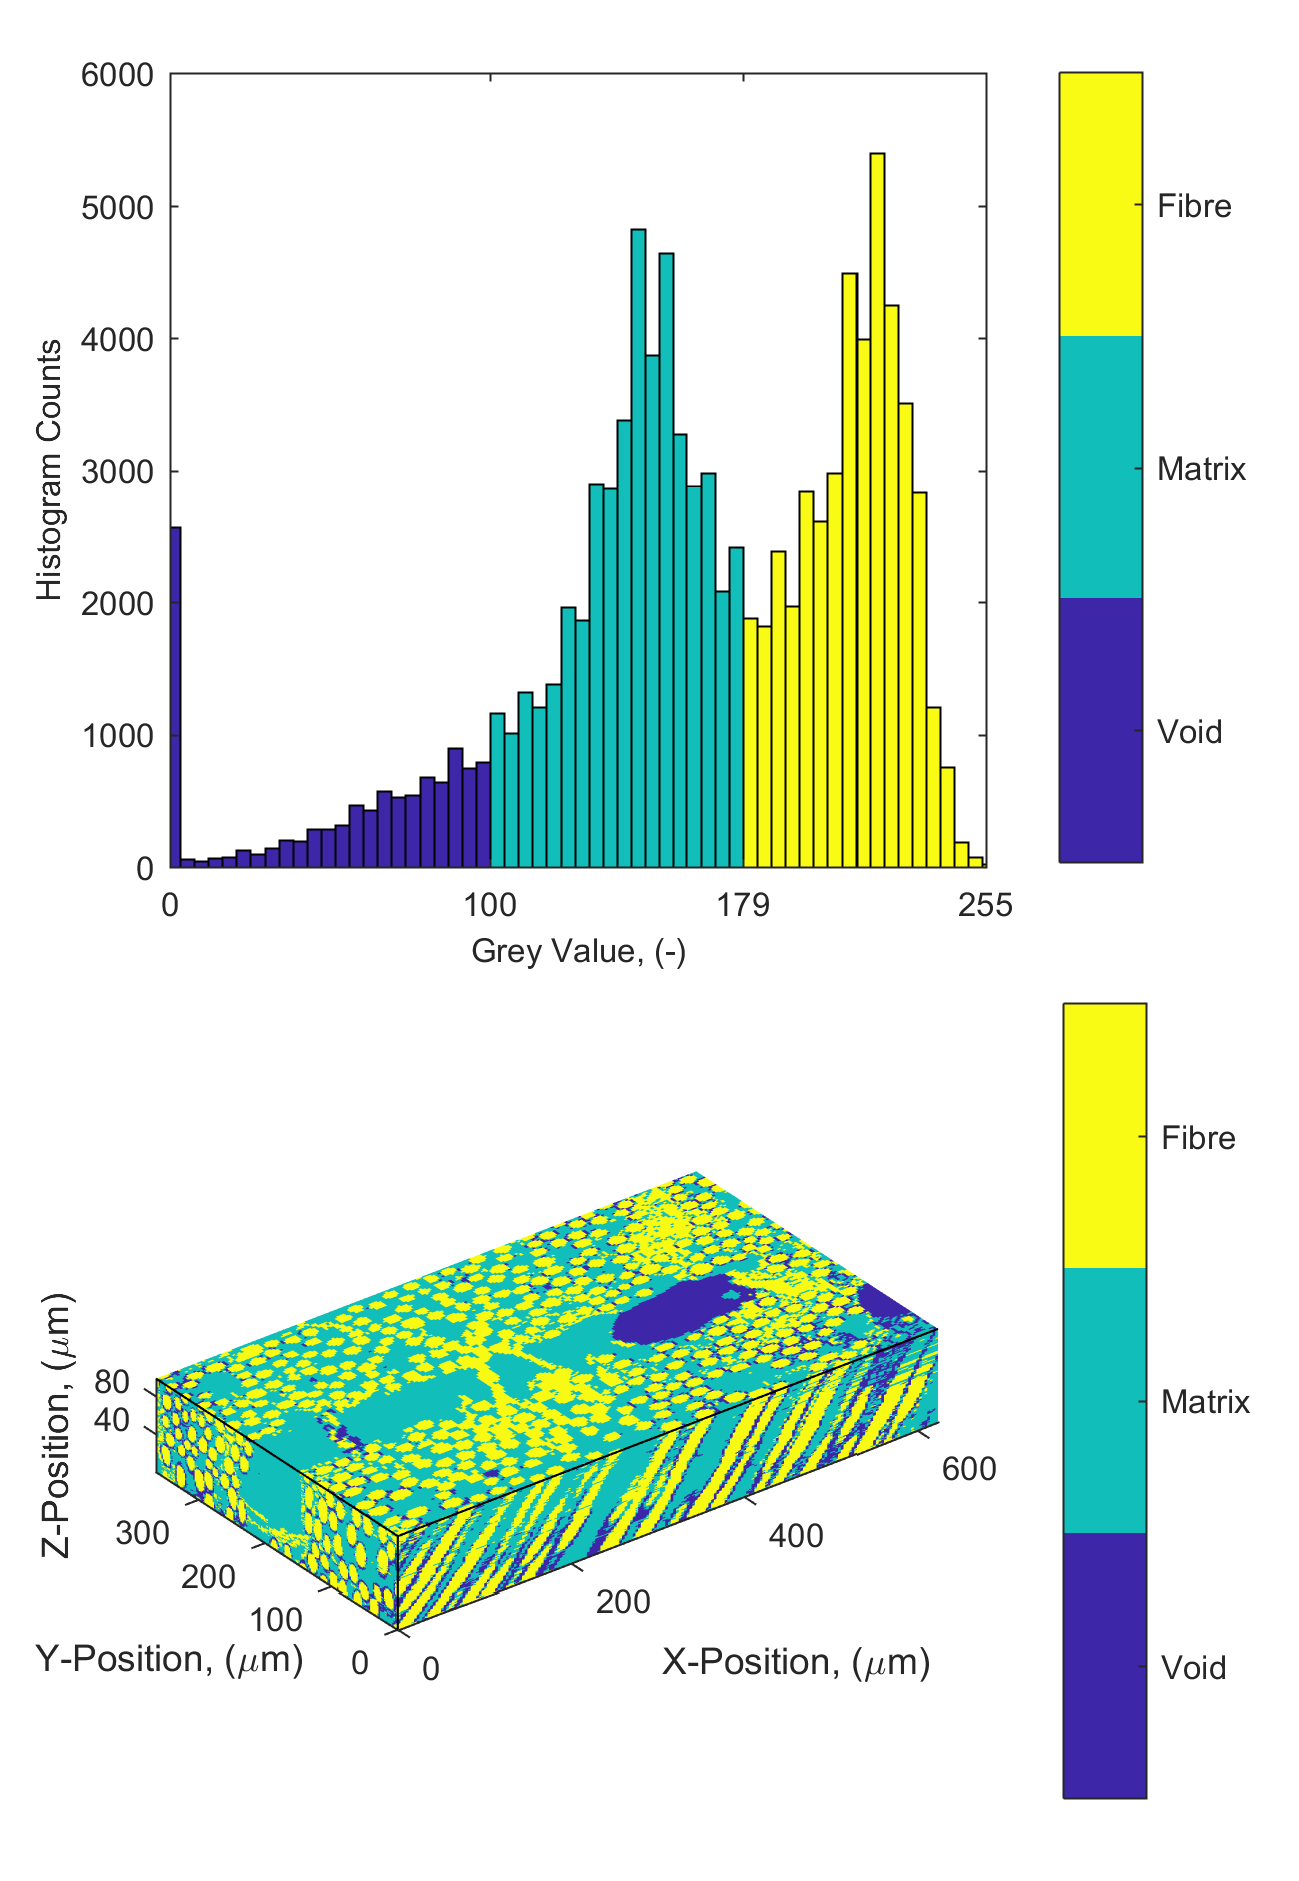 6000
5000
4000
3000
2000
1000
0
Histogram Counts
0 100 179 255
Grey Value, (-)
Fibre
Matrix
Void
80
40
Z-Position, (μm)
300
200
100
0
Y-Position, (μm)
0
200
400
600
X-Position, (μm)
Fibre
Matrix
Void